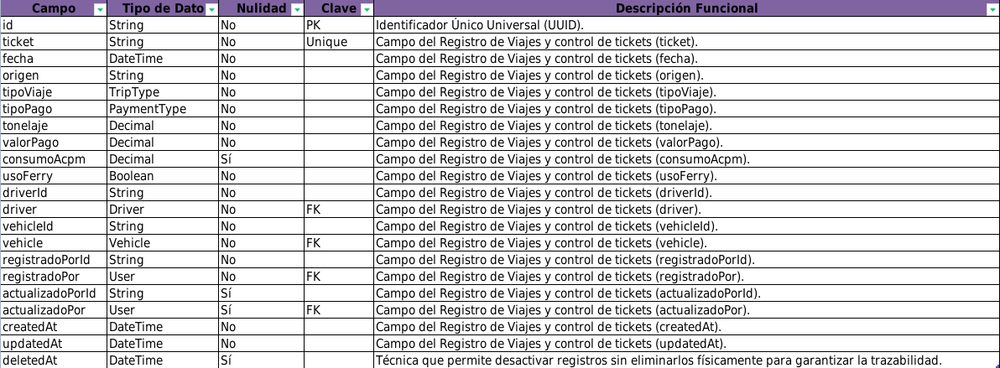 Campo Tipo de Dato Nulidad Clave Descripción Funcional
id String No PK Identificador Único Universal (UUID).
ticket String No Unique Campo del Registro de Viajes y control de tickets (ticket).
fecha DateTime No Campo del Registro de Viajes y control de tickets (fecha).
origen String No Campo del Registro de Viajes y control de tickets (origen).
tipoViaje TripType No Campo del Registro de Viajes y control de tickets (tipoViaje).
tipoPago PaymentType No Campo del Registro de Viajes y control de tickets (tipoPago).
tonelaje Decimal No Campo del Registro de Viajes y control de tickets (tonelaje).
valorPago Decimal No Campo del Registro de Viajes y control de tickets (valorPago).
consumoAcpm Decimal Sí Campo del Registro de Viajes y control de tickets (consumoAcpm).
usoFerry Boolean No Campo del Registro de Viajes y control de tickets (usoFerry).
driverId String No Campo del Registro de Viajes y control de tickets (driverId).
driver Driver No FK Campo del Registro de Viajes y control de tickets (driver).
vehicleId String No Campo del Registro de Viajes y control de tickets (vehicleId).
vehicle Vehicle No FK Campo del Registro de Viajes y control de tickets (vehicle).
registradoPorId String No Campo del Registro de Viajes y control de tickets (registradoPorId).
registradoPor User No FK Campo del Registro de Viajes y control de tickets (registradoPor).
actualizadoPorId String Sí Campo del Registro de Viajes y control de tickets (actualizadoPorId).
actualizadoPor User Sí FK Campo del Registro de Viajes y control de tickets (actualizadoPor).
createdAt DateTime No Campo del Registro de Viajes y control de tickets (createdAt).
updatedAt DateTime No Campo del Registro de Viajes y control de tickets (updatedAt).
deletedAt DateTime Sí Técnica que permite desactivar registros sin eliminarlos físicamente para garantizar la trazabilidad.